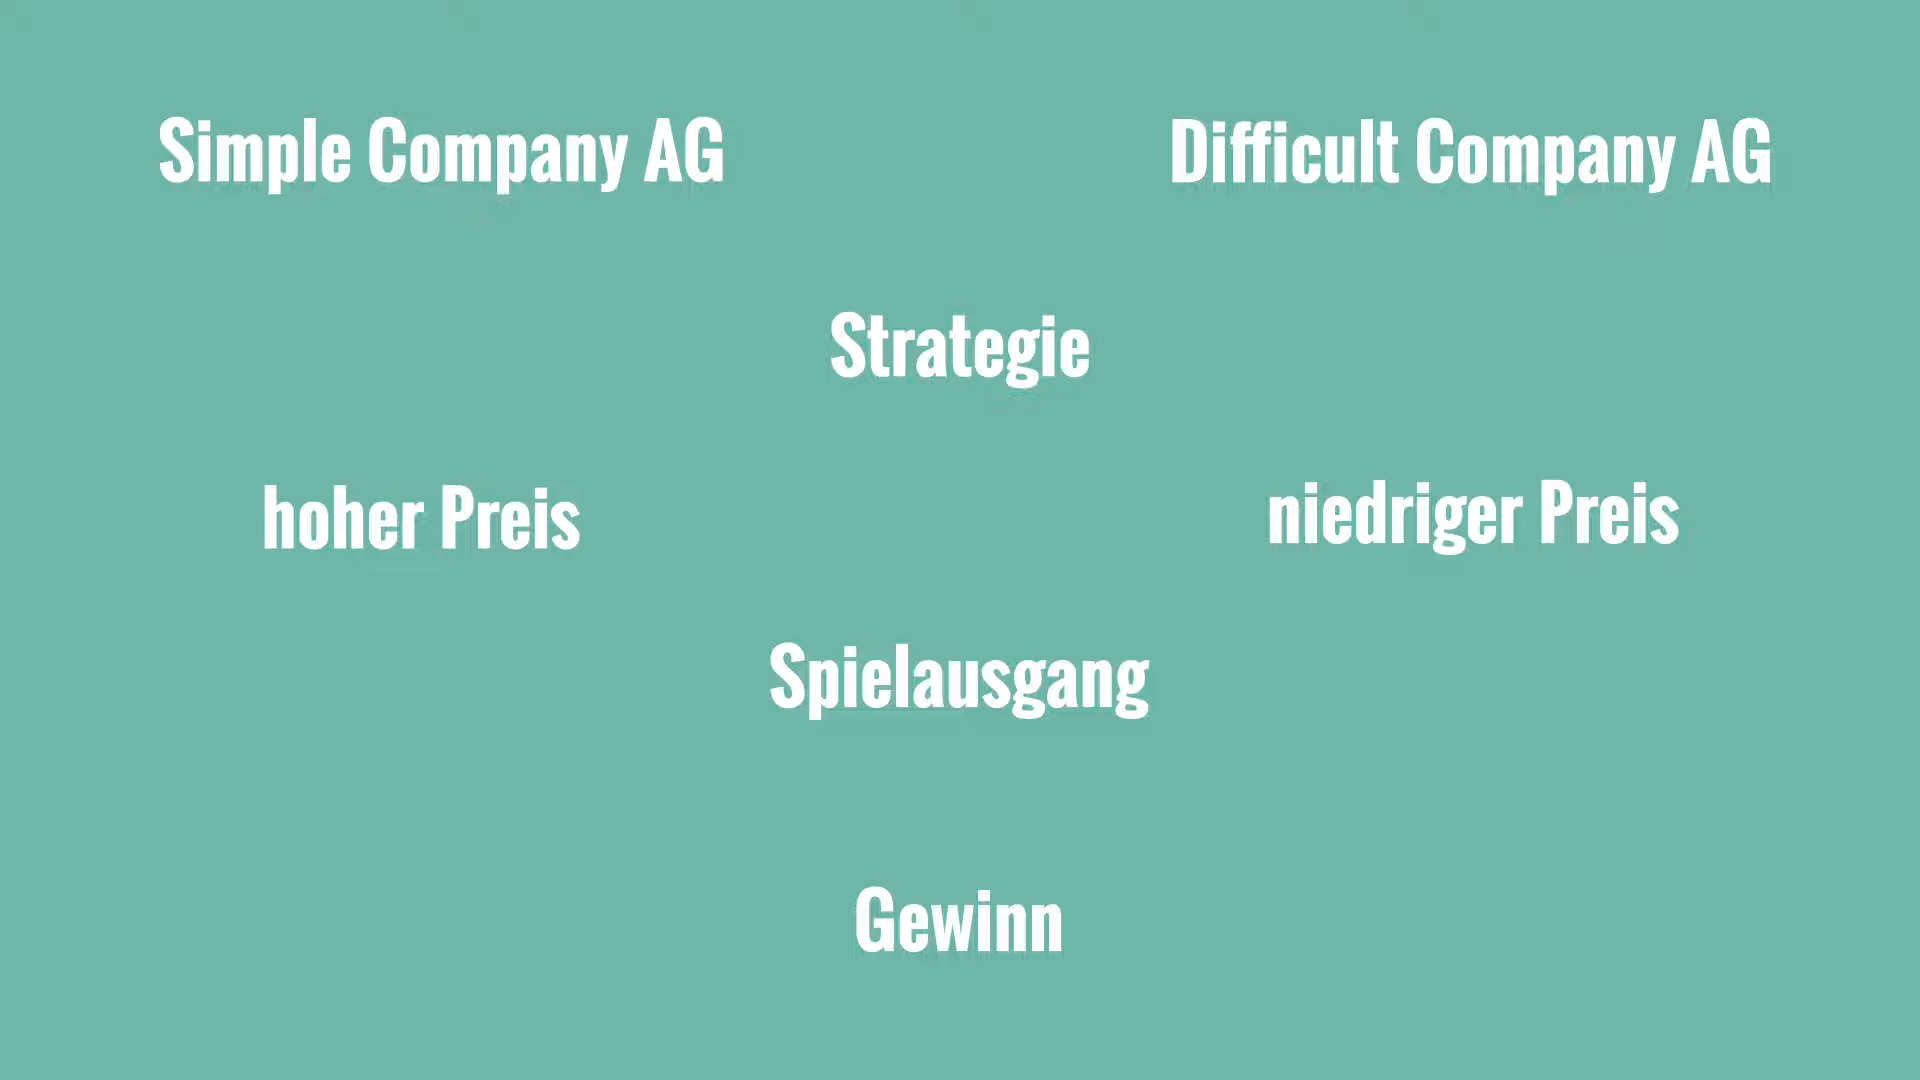 Simple Company AG
Difficult Company AG
Strategie
hoher Preis
niedriger Preis
Spielausgang
Gewinn